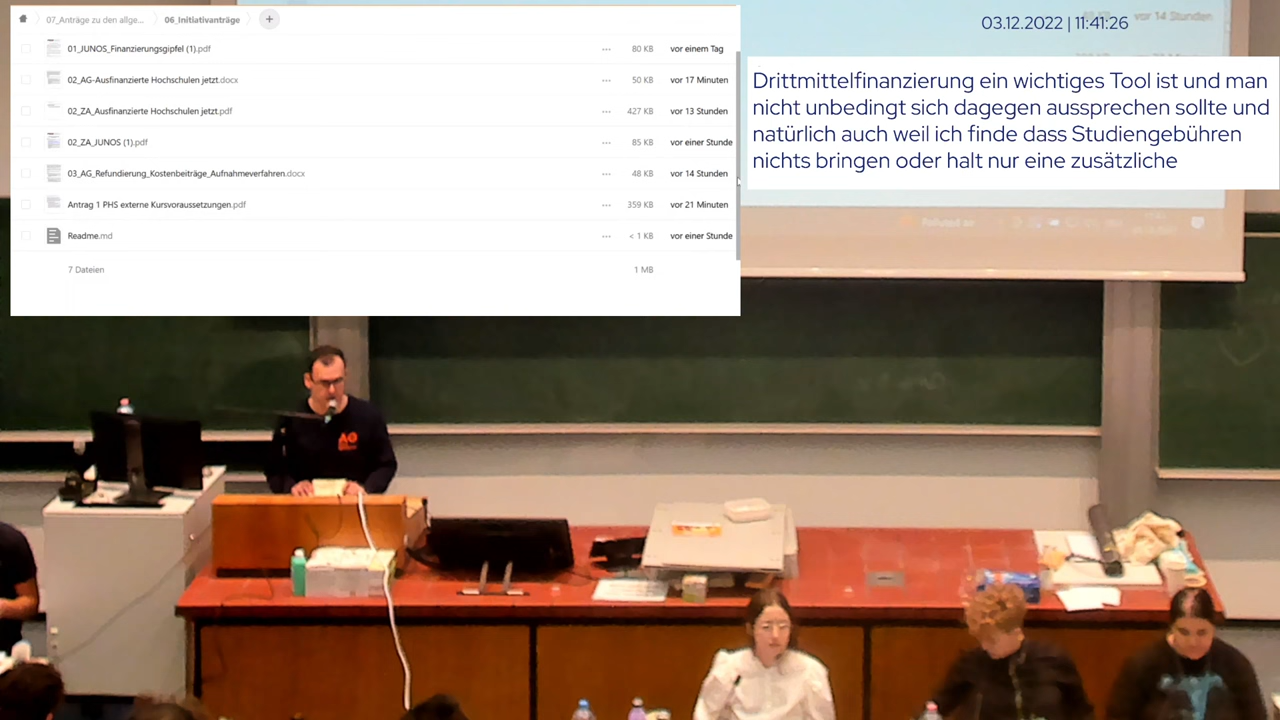 07_Anträge zu den allge... 06_Initiativanträge +
01_JUNOS_Finanzierungsgipfel (1).pdf ... 80 KB vor einem Tag
02_AG-Ausfinanzierte Hochschulen jetzt.docx ... 50 KB vor 17 Minuten
02_ZA_Ausfinanzierte Hochschulen jetzt.pdf ... 427 KB vor 13 Stunden
02_ZA_JUNOS (1).pdf ... 85 KB vor einer Stunde
03_AG_Refundierung_Kostenbeiträge_Aufnahmeverfahren.docx ... 48 KB vor 14 Stunden
Antrag 1 PHS externe Kursvoraussetzungen.pdf ... 359 KB vor 21 Minuten
Readme.md ... < 1 KB vor einer Stunde
7 Dateien 1 MB
03.12.2022 | 11:41:26
vor 14 Stunden
Drittmittelfinanzierung ein wichtiges Tool ist und man
nicht unbedingt sich dagegen aussprechen sollte und
natürlich auch weil ich finde dass Studiengebühren
nichts bringen oder halt nur eine zusätzliche
AG